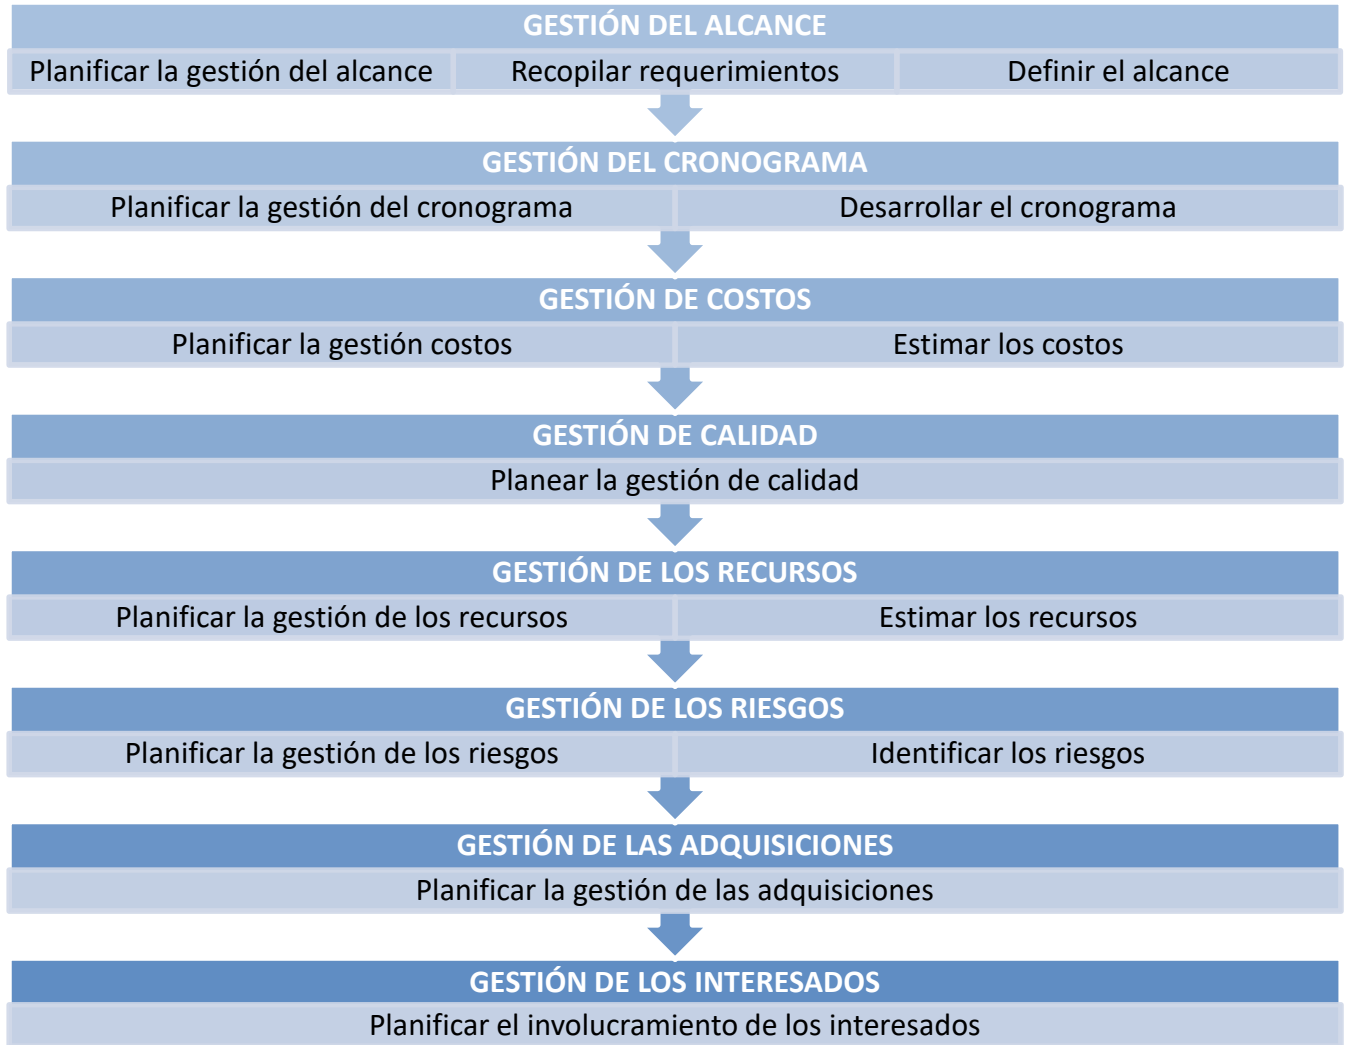 GESTIÓN DEL ALCANCE
Planificar la gestión del alcance
Recopilar requerimientos
Definir el alcance
GESTIÓN DEL CRONOGRAMA
Planificar la gestión del cronograma
Desarrollar el cronograma
GESTIÓN DE COSTOS
Planificar la gestión costos
Estimar los costos
GESTIÓN DE CALIDAD
Planear la gestión de calidad
GESTIÓN DE LOS RECURSOS
Planificar la gestión de los recursos
Estimar los recursos
GESTIÓN DE LOS RIESGOS
Planificar la gestión de los riesgos
Identificar los riesgos
GESTIÓN DE LAS ADQUISICIONES
Planificar la gestión de las adquisiciones
GESTIÓN DE LOS INTERESADOS
Planificar el involucramiento de los interesados